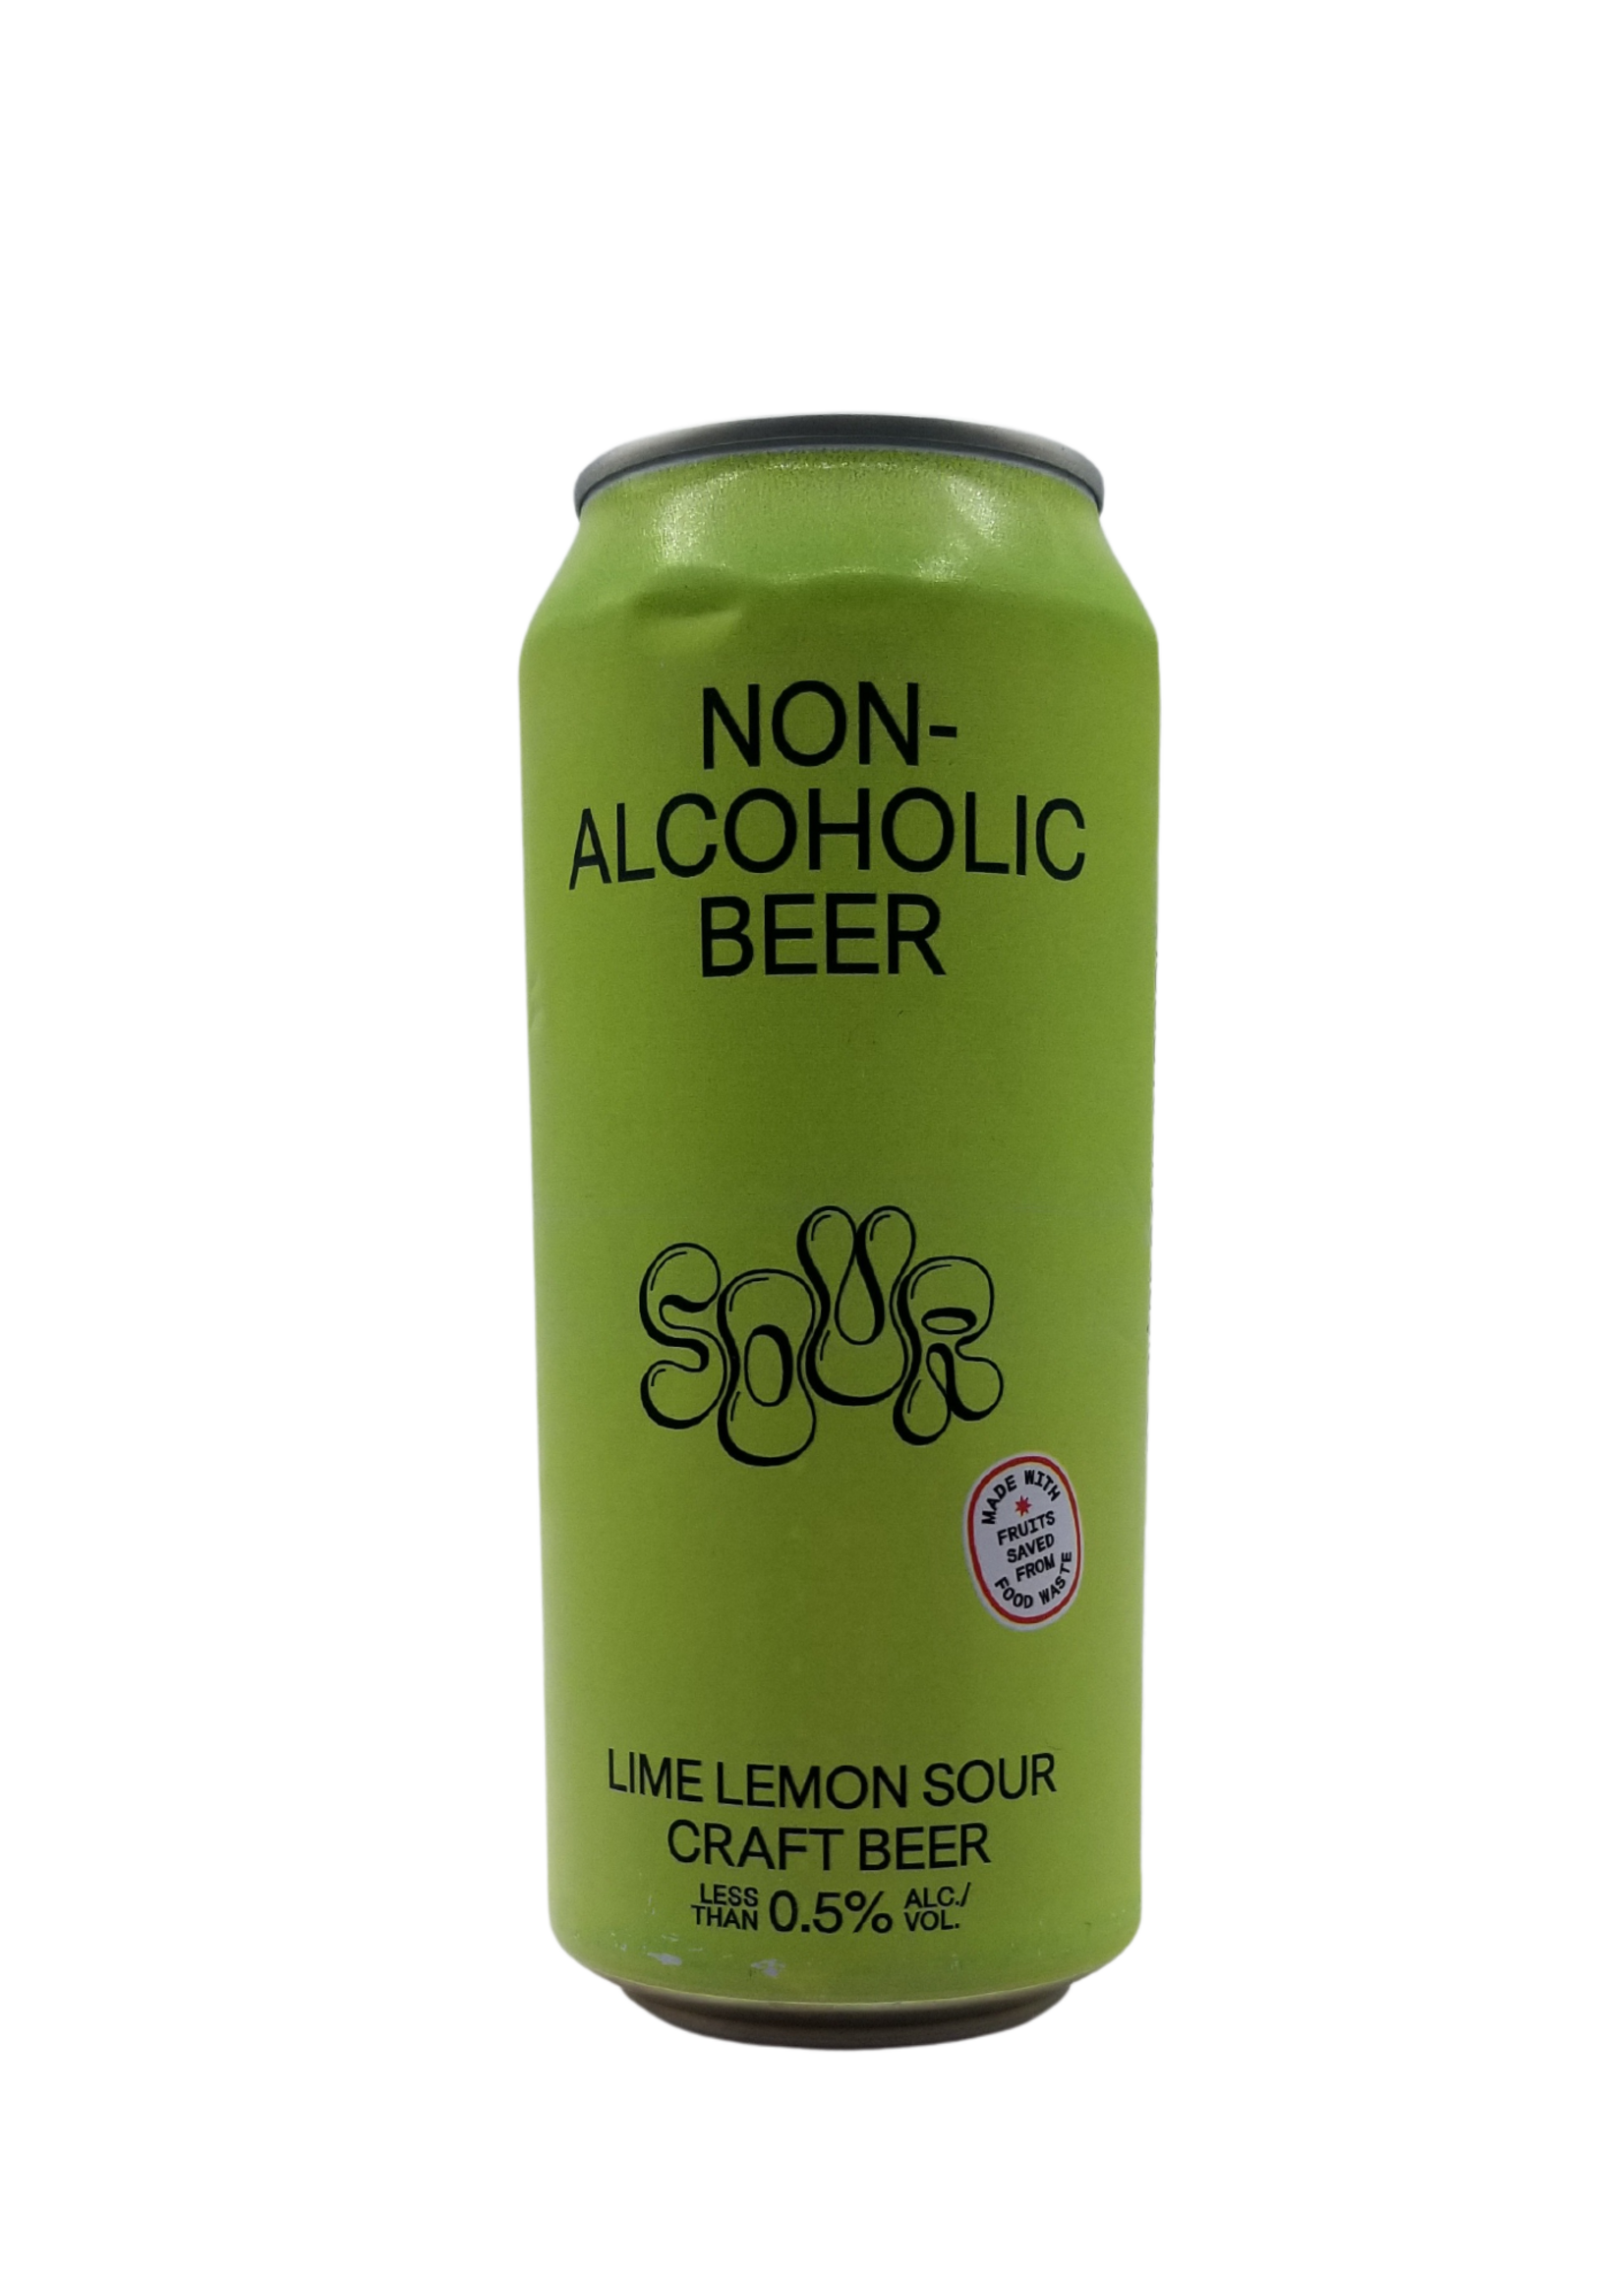 NON-
ALCOHOLIC
BEER
SOUR
MADE WITH
FRUITS
SAVED
FROM
FOOD WASTE
LIME LEMON SOUR
CRAFT BEER
LESS THAN 0.5% ALC./VOL.